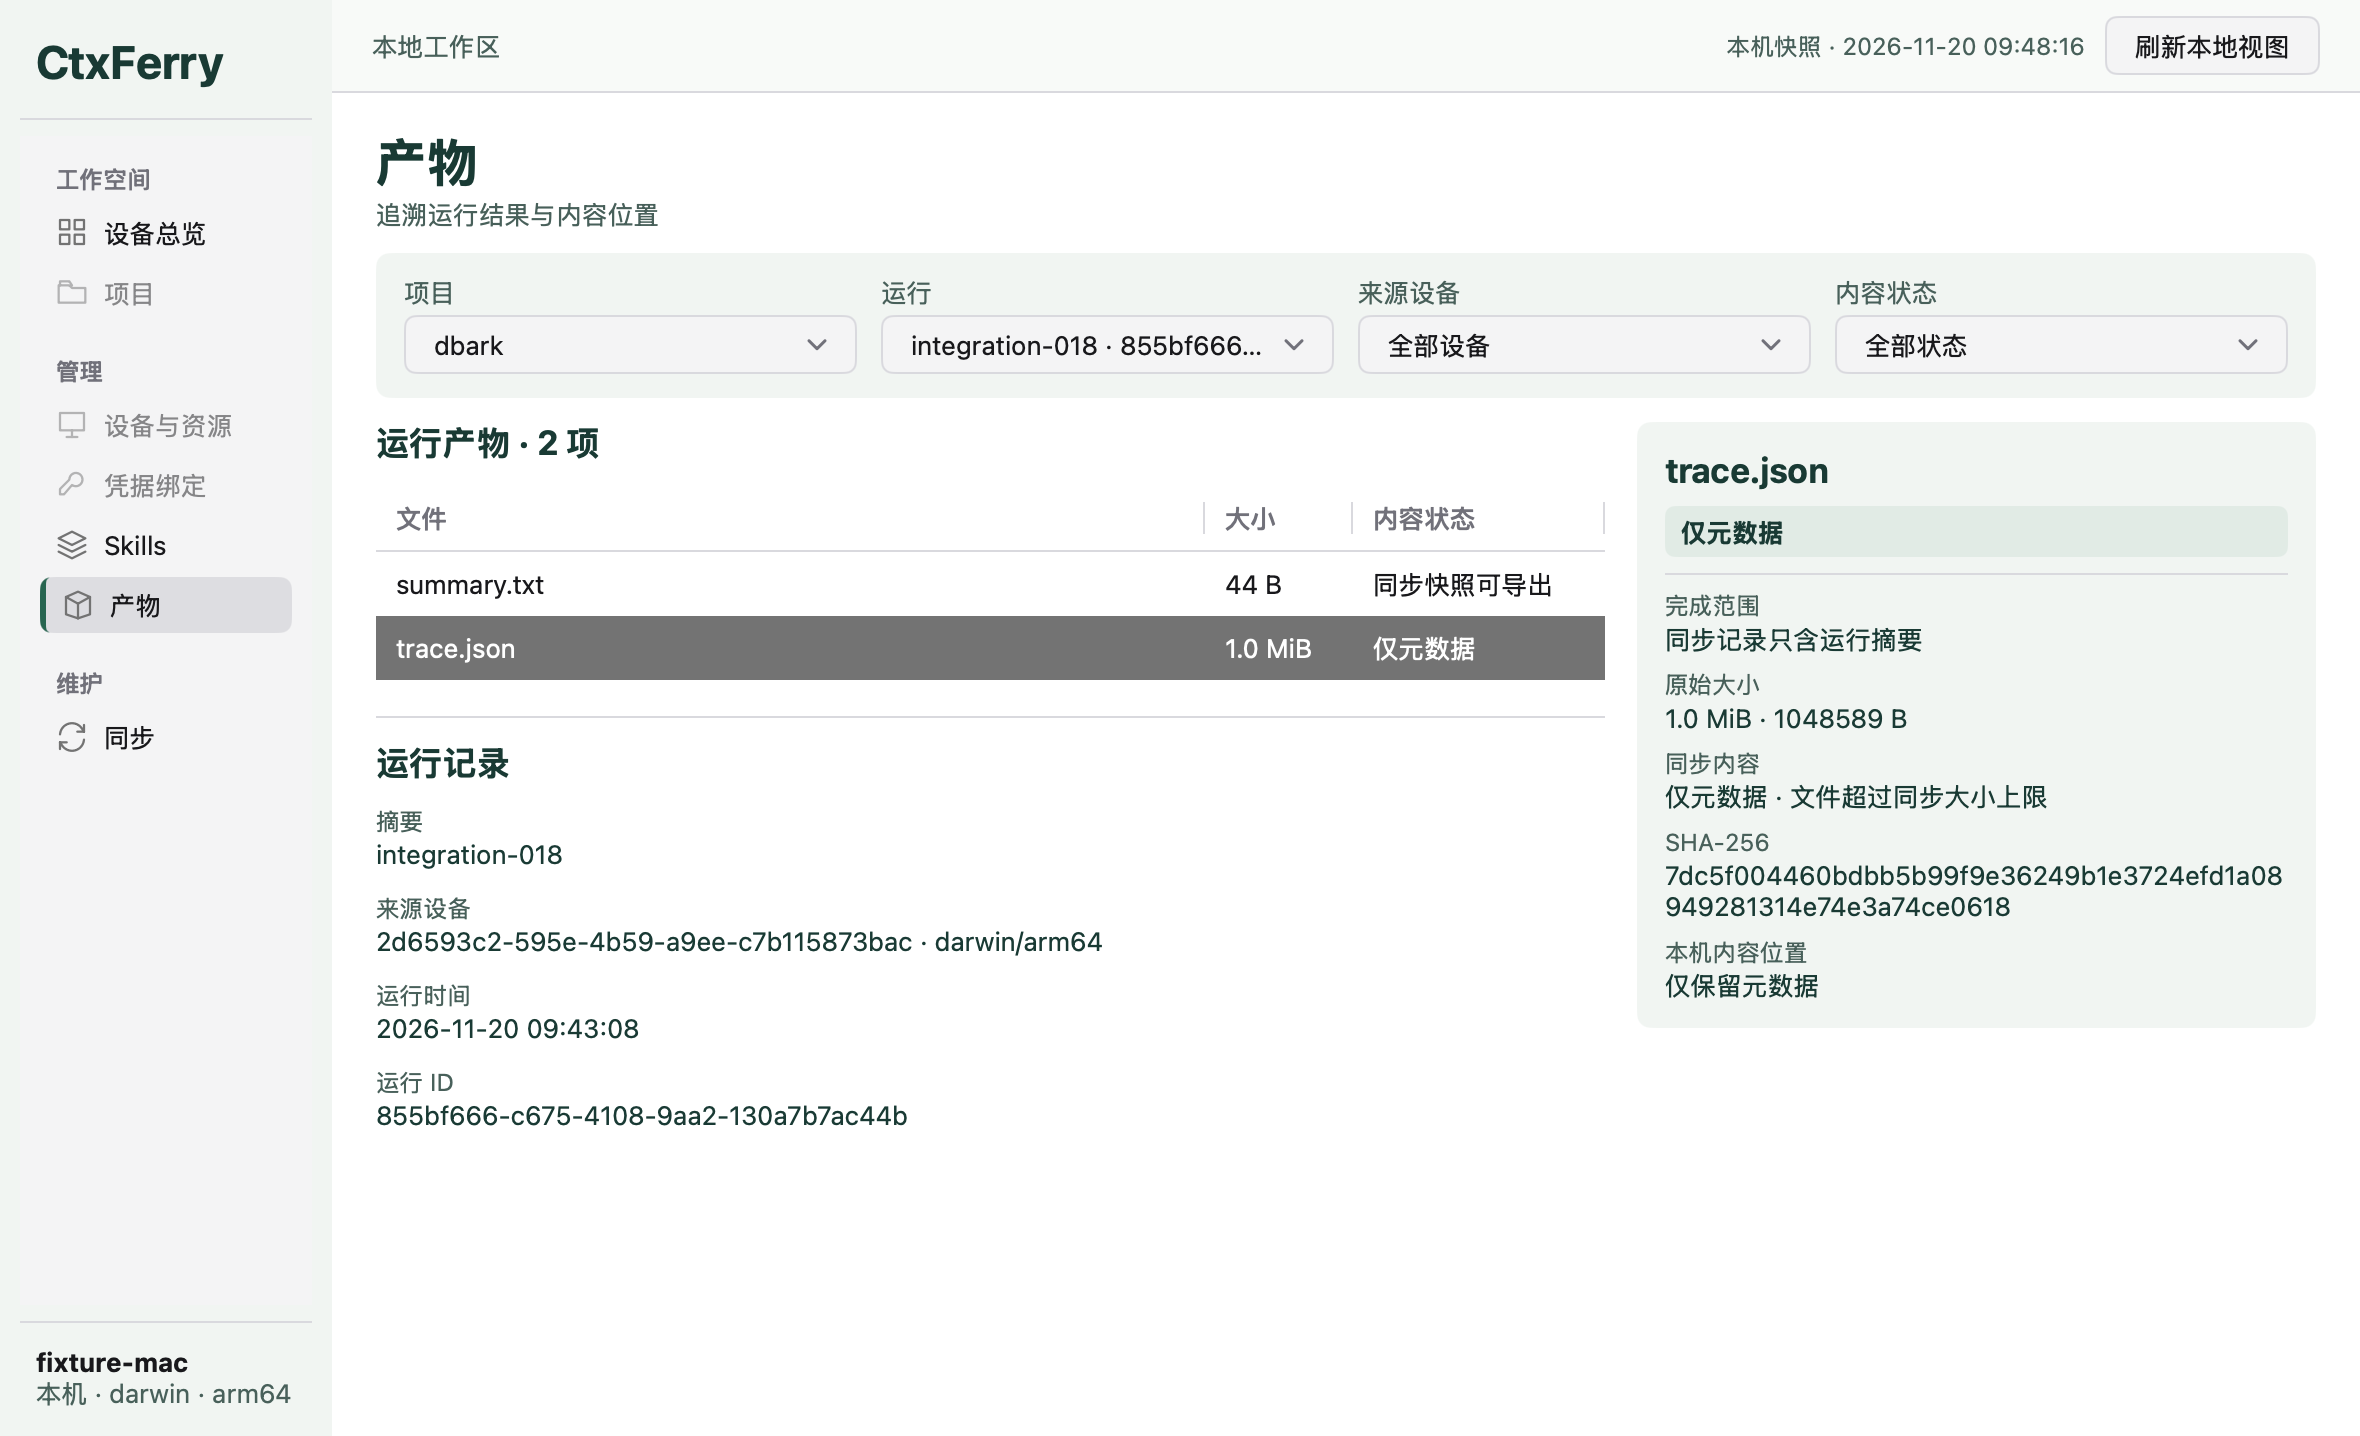 CtxFerry
工作空间
设备总览
项目
管理
设备与资源
凭据绑定
Skills
产物
维护
同步
fixture-mac
本机 · darwin · arm64
本地工作区
本机快照 · 2026-11-20 09:48:16
刷新本地视图
产物
追溯运行结果与内容位置
项目
运行
来源设备
内容状态
dbark
integration-018 · 855bf666...
全部设备
全部状态
运行产物 · 2 项
文件
大小
内容状态
summary.txt
44 B
同步快照可导出
trace.json
1.0 MiB
仅元数据
运行记录
摘要
integration-018
来源设备
2d6593c2-595e-4b59-a9ee-c7b115873bac · darwin/arm64
运行时间
2026-11-20 09:43:08
运行 ID
855bf666-c675-4108-9aa2-130a7b7ac44b
trace.json
仅元数据
完成范围
同步记录只含运行摘要
原始大小
1.0 MiB · 1048589 B
同步内容
仅元数据 · 文件超过同步大小上限
SHA-256
7dc5f004460bdbb5b99f9e36249b1e3724efd1a08
949281314e74e3a74ce0618
本机内容位置
仅保留元数据